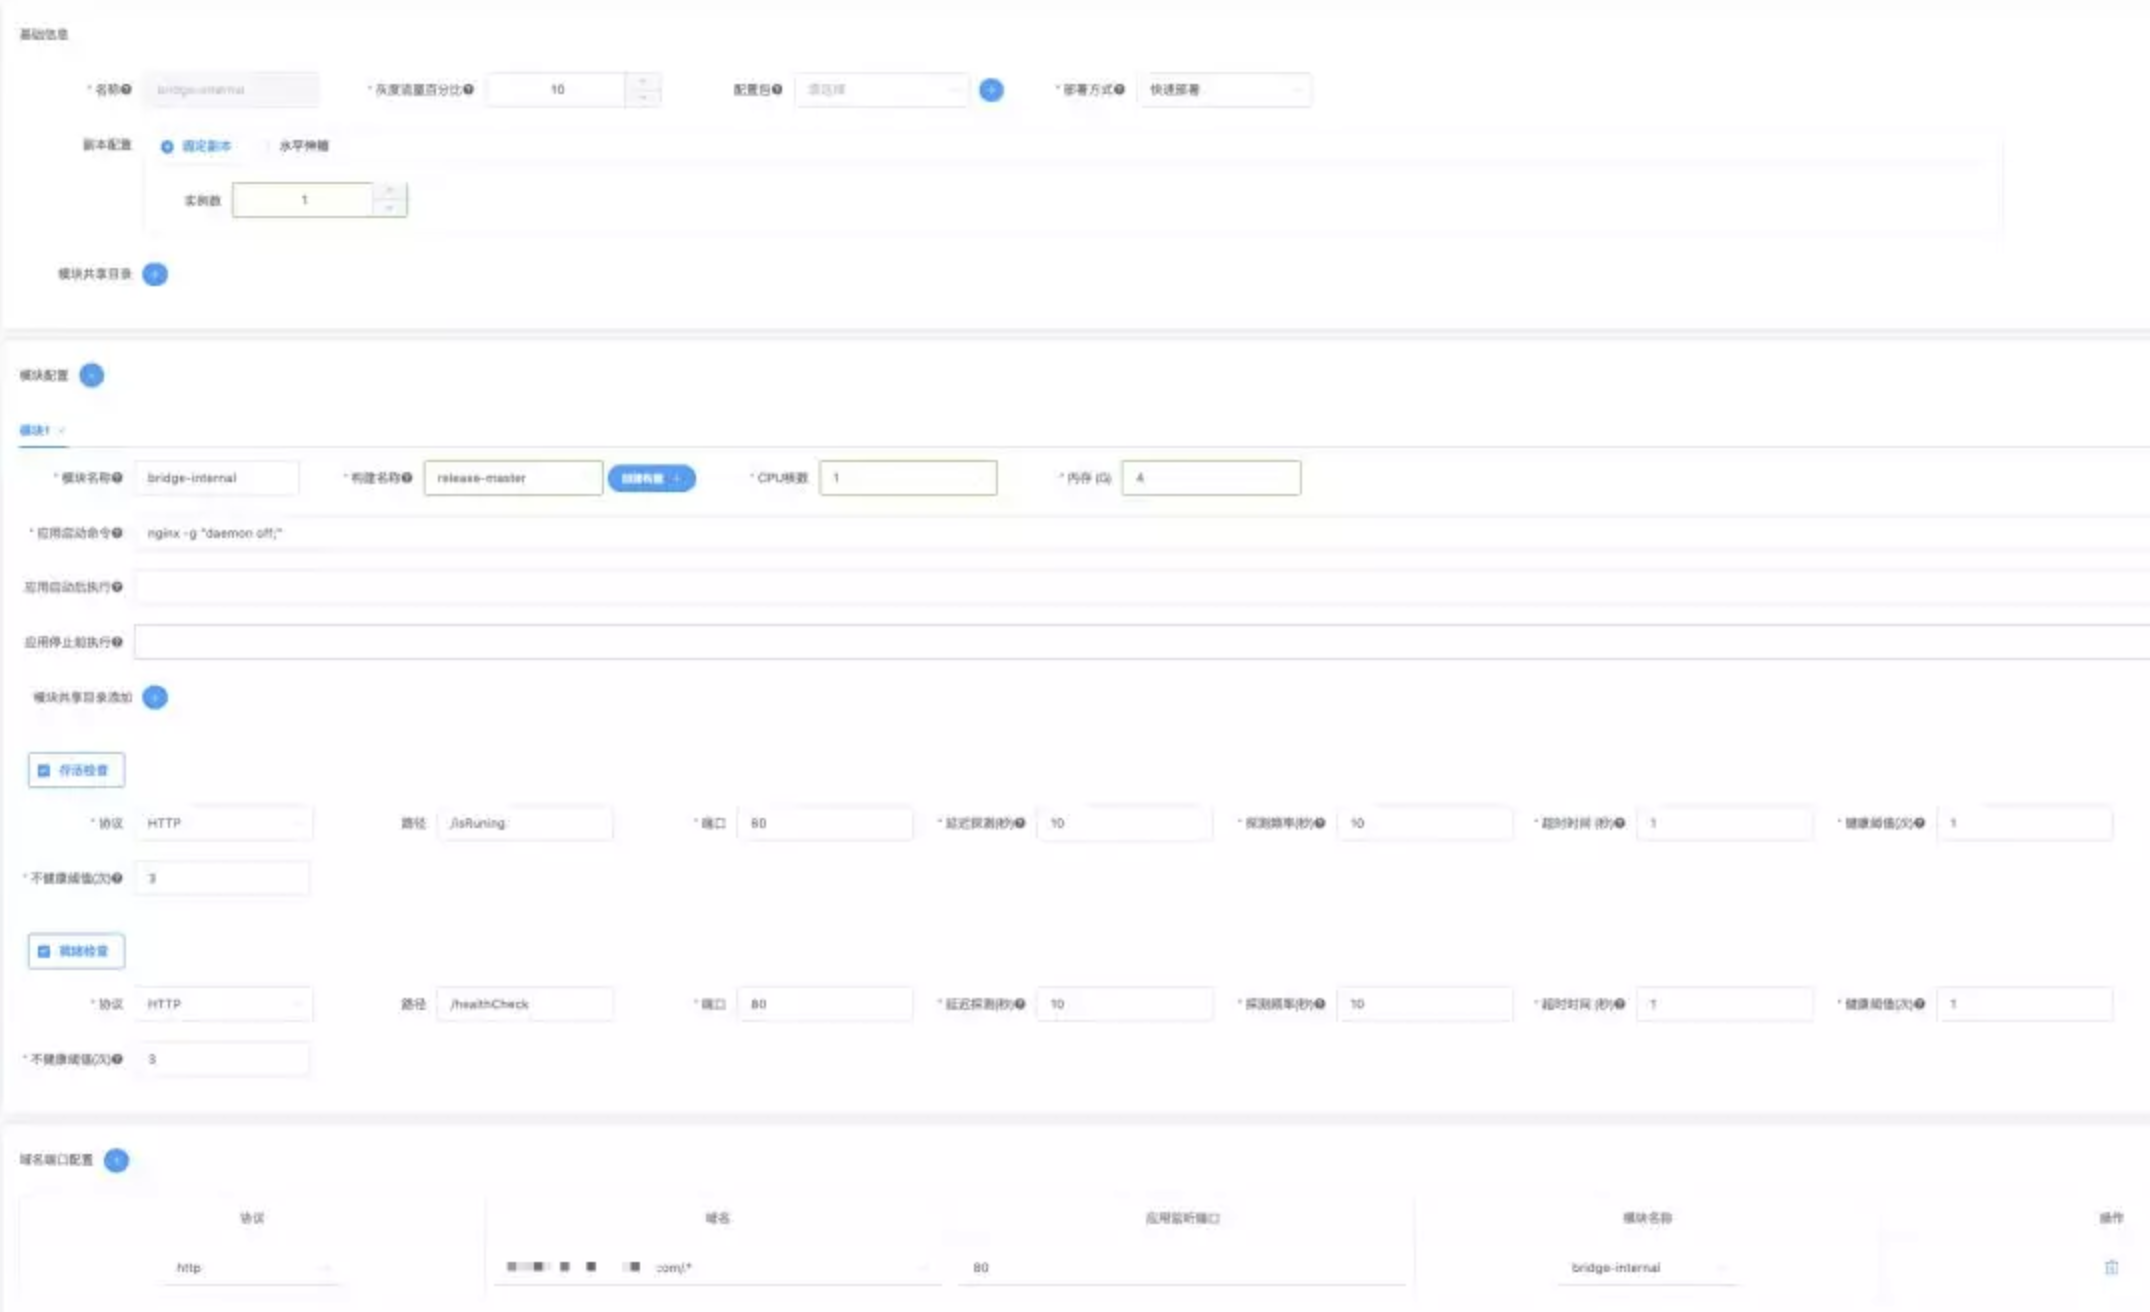 基础信息
* 名称 bridge-internal * 灰度流量百分比 10 配置包 请选择 * 部署方式 快速部署
副本配置 固定副本 水平伸缩
实例数 1
模块共享目录
模块配置
模块1
* 模块名称 bridge-internal * 构建名称 release-master * CPU核数 1 * 内存 (G) 4
* 应用启动命令 nginx -g "daemon off;"
应用启动后执行
应用停止前执行
模块共享目录添加
存活检查
* 协议 HTTP 路径 /isRuning * 端口 80 * 延迟探测(秒) 10 * 探测频率(秒) 10 * 超时时间 (秒) 1 * 健康阈值(次) 1
* 不健康阈值(次) 3
就绪检查
* 协议 HTTP 路径 /healthCheck * 端口 80 * 延迟探测(秒) 10 * 探测频率(秒) 10 * 超时时间 (秒) 1 * 健康阈值(次) 1
* 不健康阈值(次) 3
域名端口配置
协议 域名 应用监听端口 模块名称 操作
http com/* 80 bridge-internal